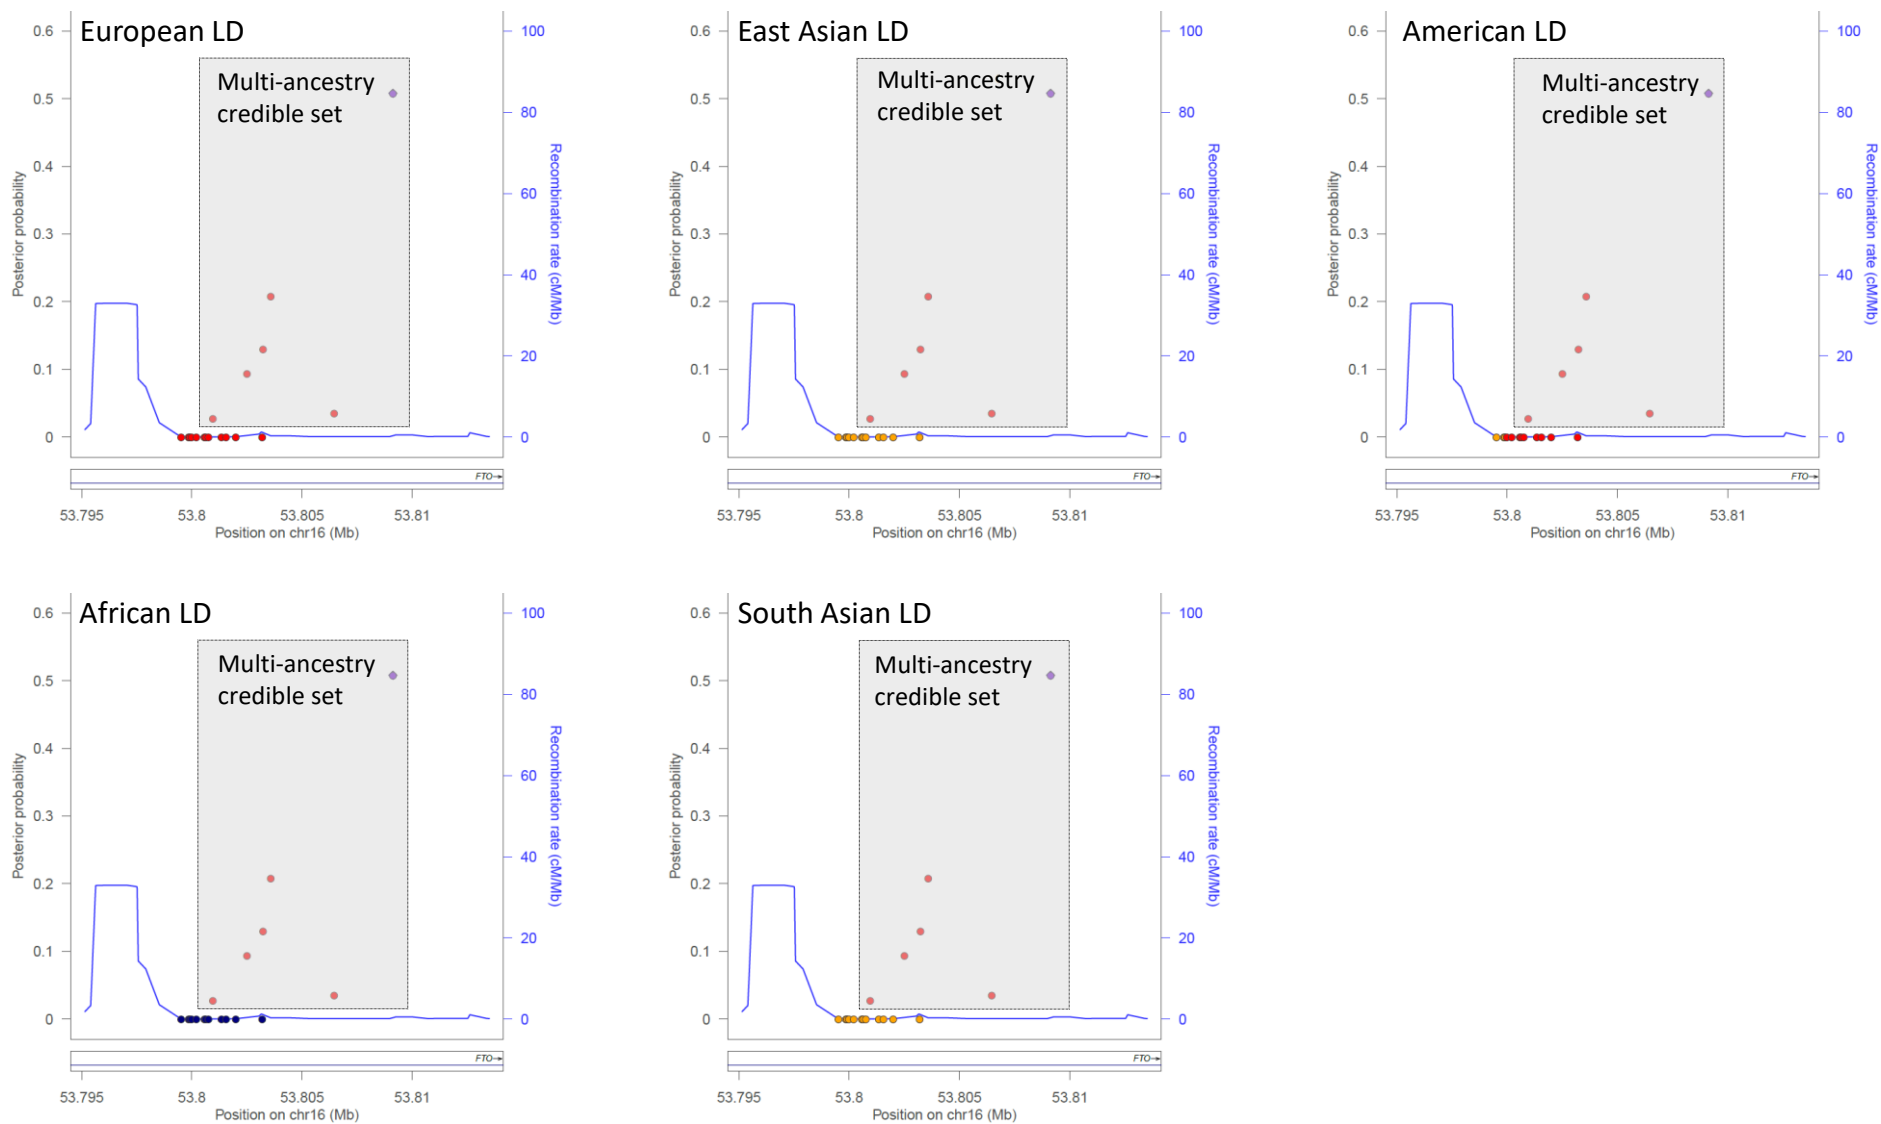 European LD
Multi-ancestry
credible set
0.6
0.5
0.4
0.3
0.2
0.1
0
Posterior probability
100
80
60
40
20
0
Recombination rate (cM/Mb)
FTO→
53.795 53.8 53.805 53.81
Position on chr16 (Mb)
East Asian LD
Multi-ancestry
credible set
0.6
0.5
0.4
0.3
0.2
0.1
0
Posterior probability
100
80
60
40
20
0
Recombination rate (cM/Mb)
FTO→
53.795 53.8 53.805 53.81
Position on chr16 (Mb)
American LD
Multi-ancestry
credible set
0.6
0.5
0.4
0.3
0.2
0.1
0
Posterior probability
100
80
60
40
20
0
Recombination rate (cM/Mb)
FTO→
53.795 53.8 53.805 53.81
Position on chr16 (Mb)
African LD
Multi-ancestry
credible set
0.6
0.5
0.4
0.3
0.2
0.1
0
Posterior probability
100
80
60
40
20
0
Recombination rate (cM/Mb)
FTO→
53.795 53.8 53.805 53.81
Position on chr16 (Mb)
South Asian LD
Multi-ancestry
credible set
0.6
0.5
0.4
0.3
0.2
0.1
0
Posterior probability
100
80
60
40
20
0
Recombination rate (cM/Mb)
FTO→
53.795 53.8 53.805 53.81
Position on chr16 (Mb)